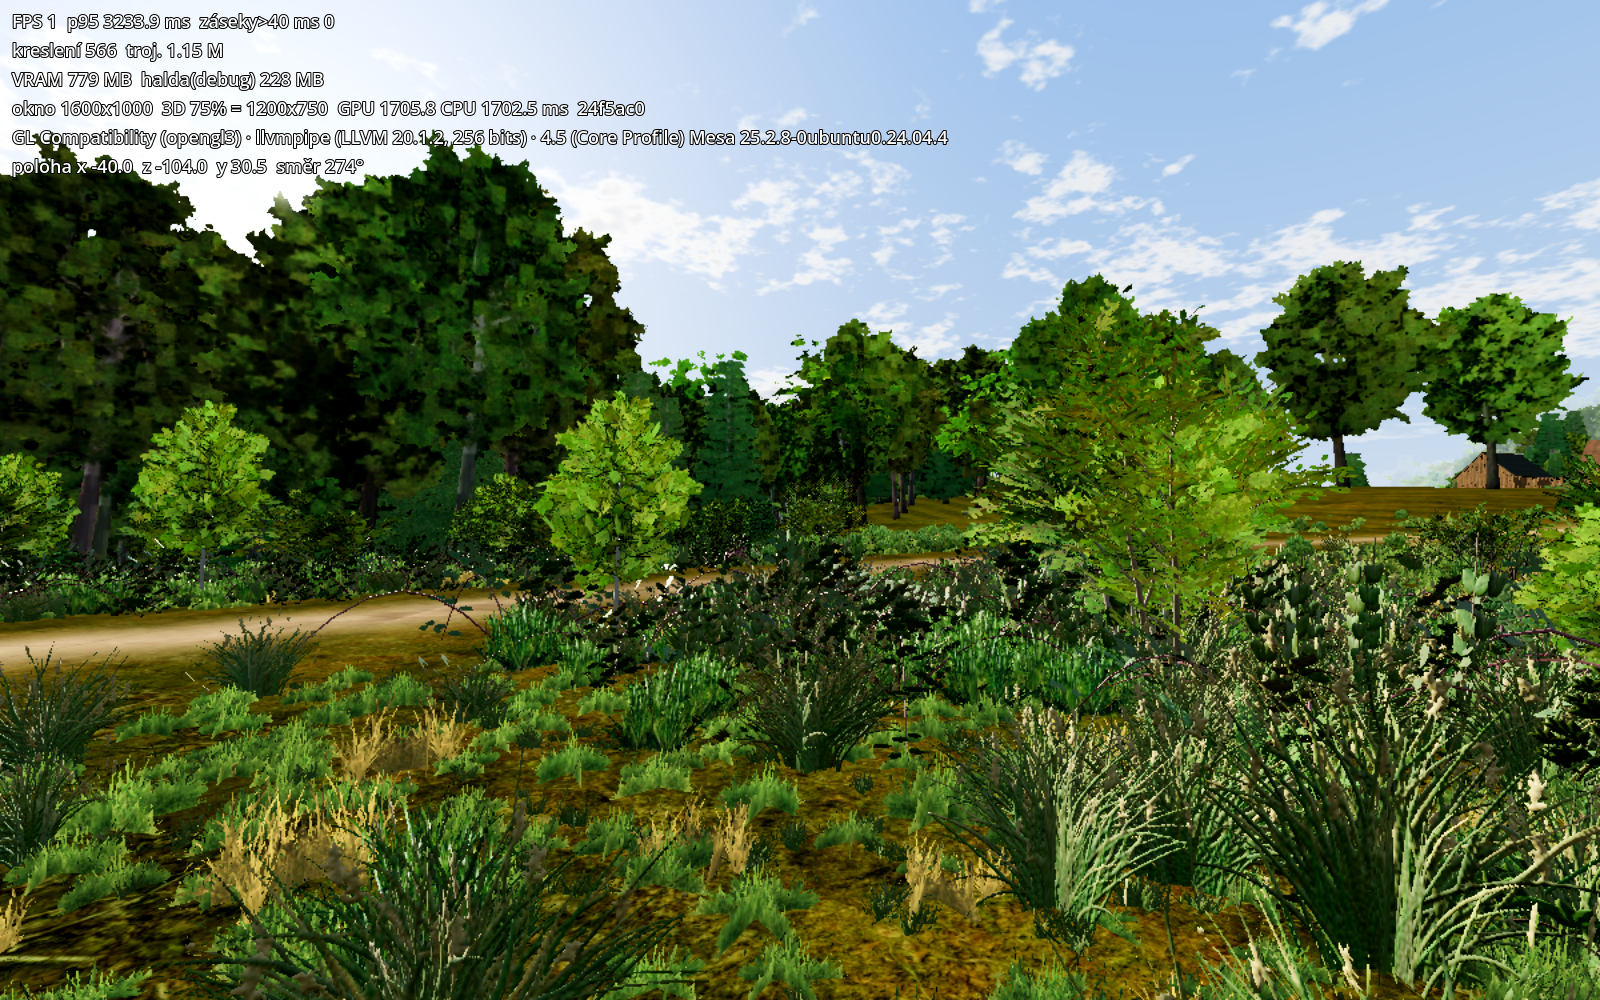 FPS 1  p95 3233.9 ms  záseky>40 ms 0
kreslení 566  troj. 1.15 M
VRAM 779 MB  halda(debug) 228 MB
okno 1600x1000  3D 75% = 1200x750  GPU 1705.8 CPU 1702.5 ms  24f5ac0
GL Compatibility (opengl3) · llvmpipe (LLVM 20.1.2, 256 bits) · 4.5 (Core Profile) Mesa 25.2.8-0ubuntu0.24.04.4
poloha x -40.0  z -104.0  y 30.5  směr 274°